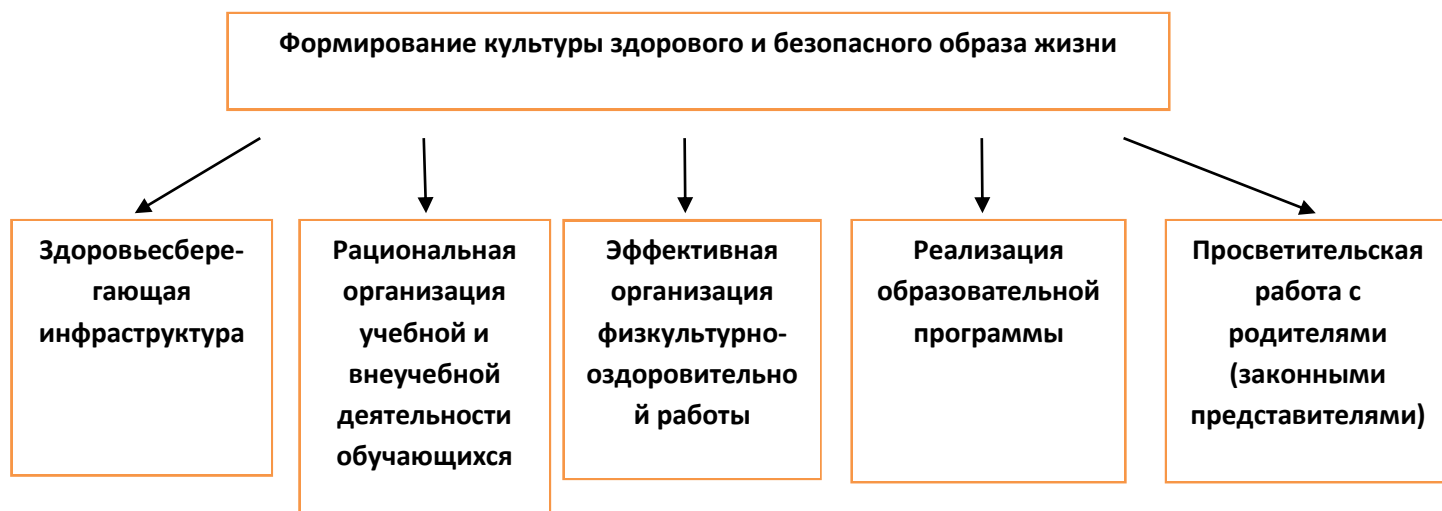 Формирование культуры здорового и безопасного образа жизни
Здоровьесбере-
гающая
инфраструктура
Рациональная
организация
учебной и
внеучебной
деятельности
обучающихся
Эффективная
организация
физкультурно-
оздоровительно
й работы
Реализация
образовательной
программы
Просветительская
работа с
родителями
(законными
представителями)